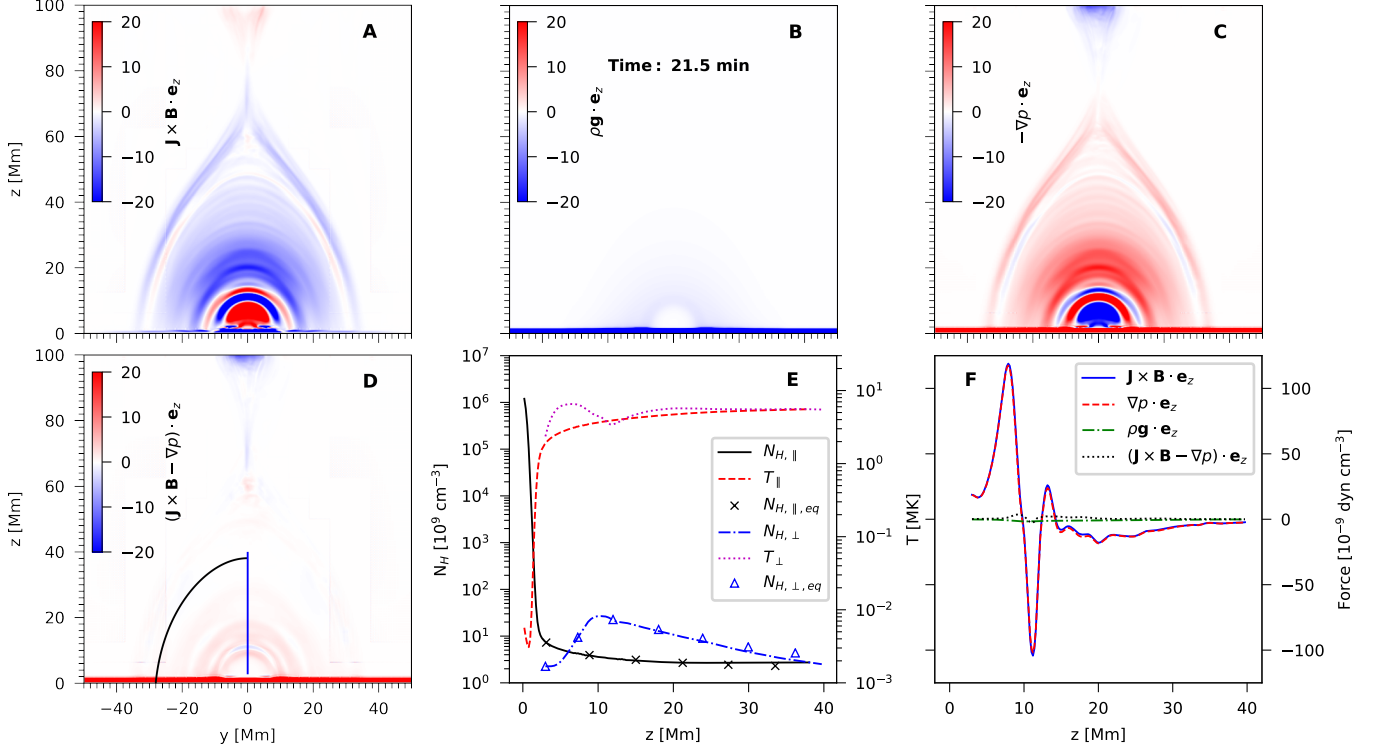 A
B
C
Time: 21.5 min
J × B · e_z
ρg · e_z
−∇p · e_z
20
10
0
−10
−20
20
10
0
−10
−20
20
10
0
−10
−20
100
80
60
40
20
0
z [Mm]
D
E
F
(J × B − ∇p) · e_z
20
10
0
−10
−20
100
80
60
40
20
0
z [Mm]
−40
−20
0
20
40
y [Mm]
10^7
10^6
10^5
10^4
10^3
10^2
10^1
10^0
N_H [10^9 cm^−3]
N_{H, ∥}
T_∥
N_{H, ∥, eq}
N_{H, ⊥}
T_⊥
N_{H, ⊥, eq}
10^1
10^0
10^−1
10^−2
10^−3
T [MK]
0
10
20
30
40
z [Mm]
J × B · e_z
∇p · e_z
ρg · e_z
(J × B − ∇p) · e_z
100
50
0
−50
−100
Force [10^−9 dyn cm^−3]
0
10
20
30
40
z [Mm]